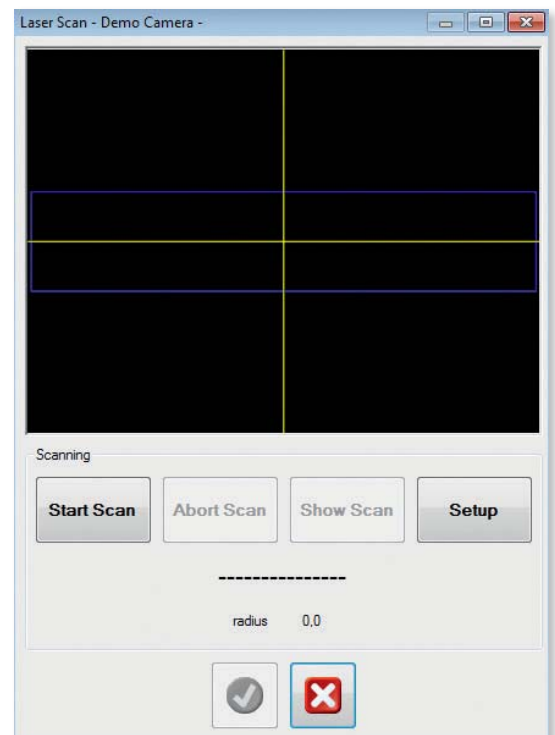 Laser Scan - Demo Camera -
Scanning
Start Scan Abort Scan Show Scan Setup
---------------
radius 0,0